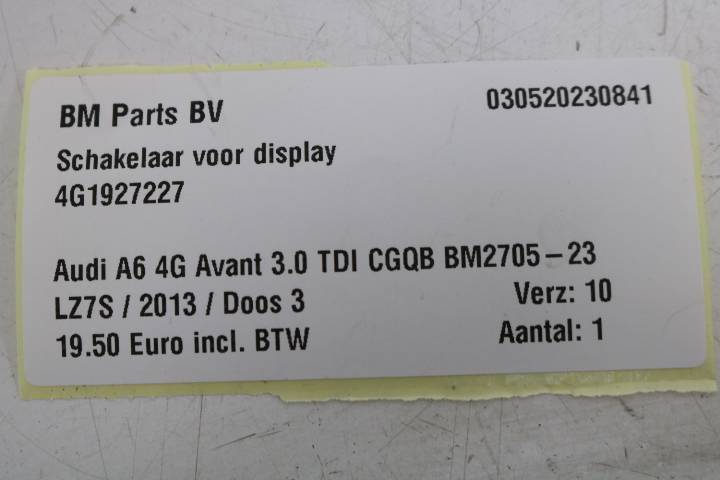 BM Parts BV 030520230841
Schakelaar voor display
4G1927227
Audi A6 4G Avant 3.0 TDI CGQB BM2705-23
LZ7S / 2013 / Doos 3 Verz: 10
19.50 Euro incl. BTW Aantal: 1